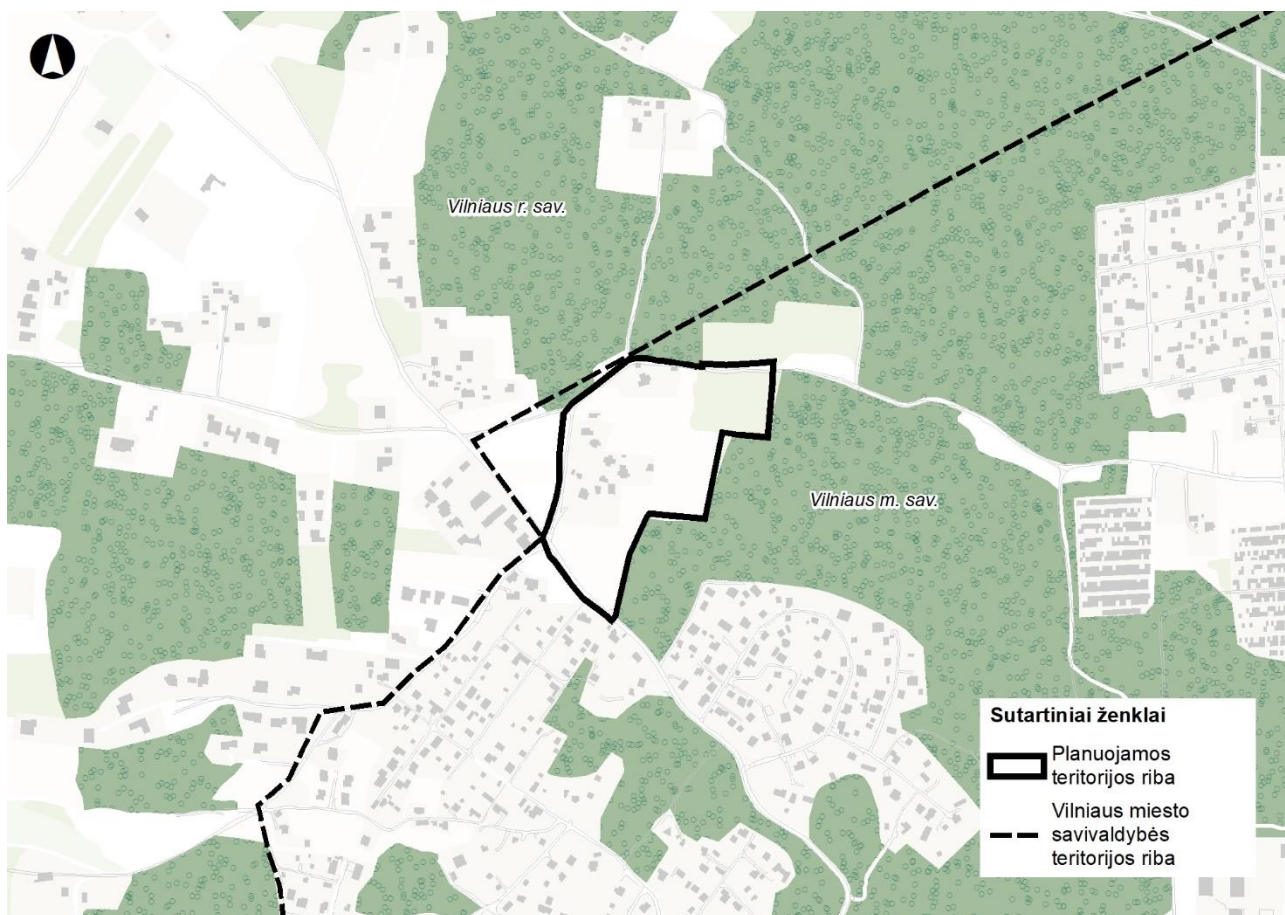 Vilniaus r. sav.
Vilniaus m. sav.
Sutartiniai ženklai
Planuojamos
teritorijos riba
Vilniaus miesto
savivaldybės
teritorijos riba